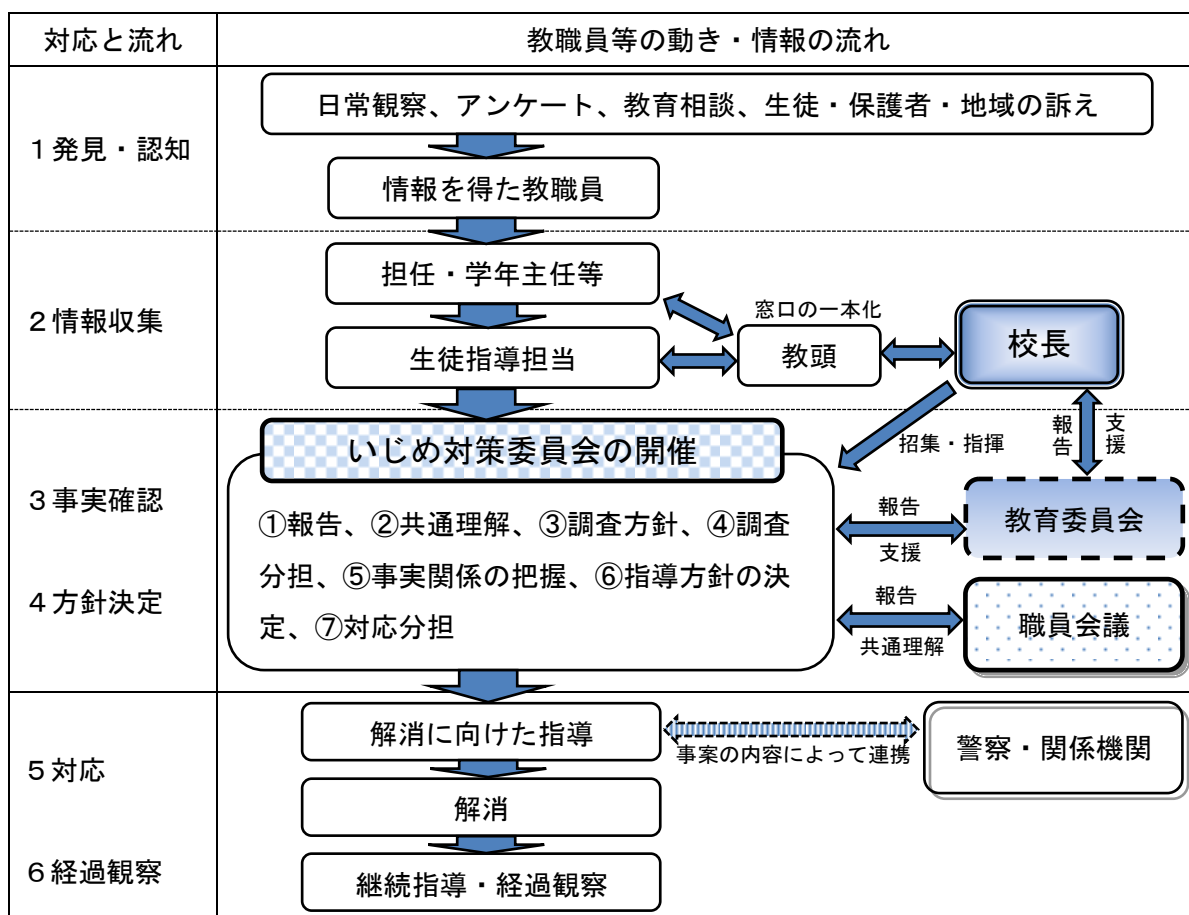 対応と流れ
教職員等の動き・情報の流れ
1発見・認知
日常観察、アンケート、教育相談、生徒・保護者・地域の訴え
情報を得た教職員
2情報収集
担任・学年主任等
生徒指導担当
窓口の一本化
教頭
校長
招集・指揮
報告
支援
3事実確認
4方針決定
いじめ対策委員会の開催
①報告、②共通理解、③調査方針、④調査
分担、⑤事実関係の把握、⑥指導方針の決
定、⑦対応分担
報告
支援
教育委員会
報告
共通理解
職員会議
5対応
解消に向けた指導
事案の内容によって連携
警察・関係機関
解消
6経過観察
継続指導・経過観察